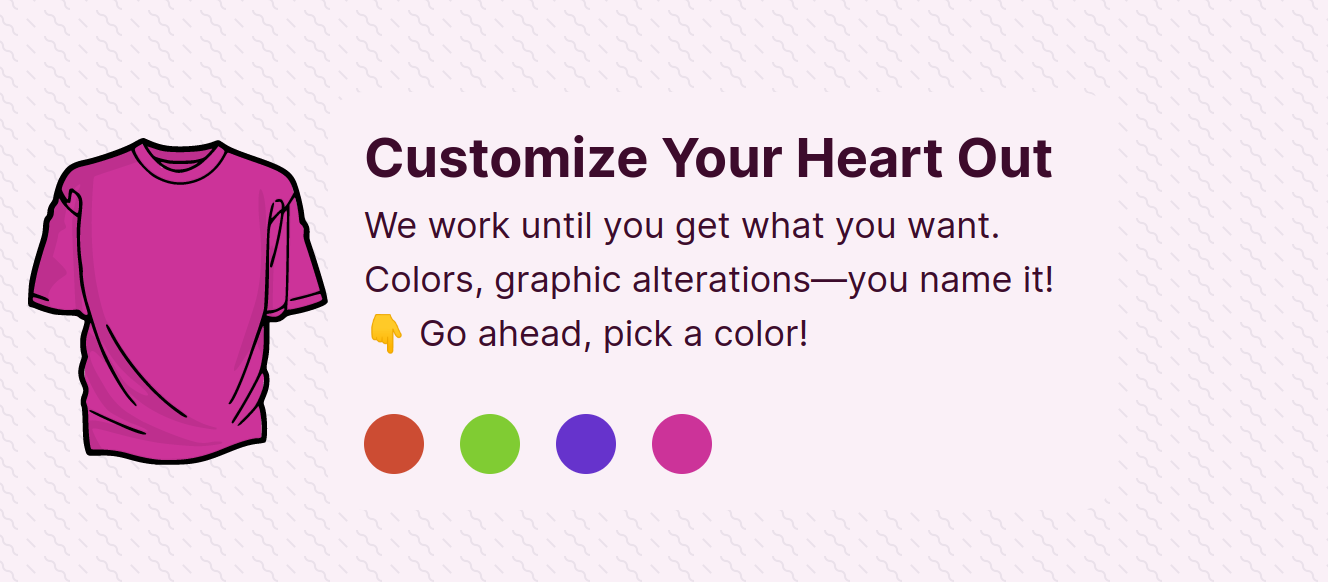 Customize Your Heart Out
We work until you get what you want.
Colors, graphic alterations—you name it!
👇 Go ahead, pick a color!